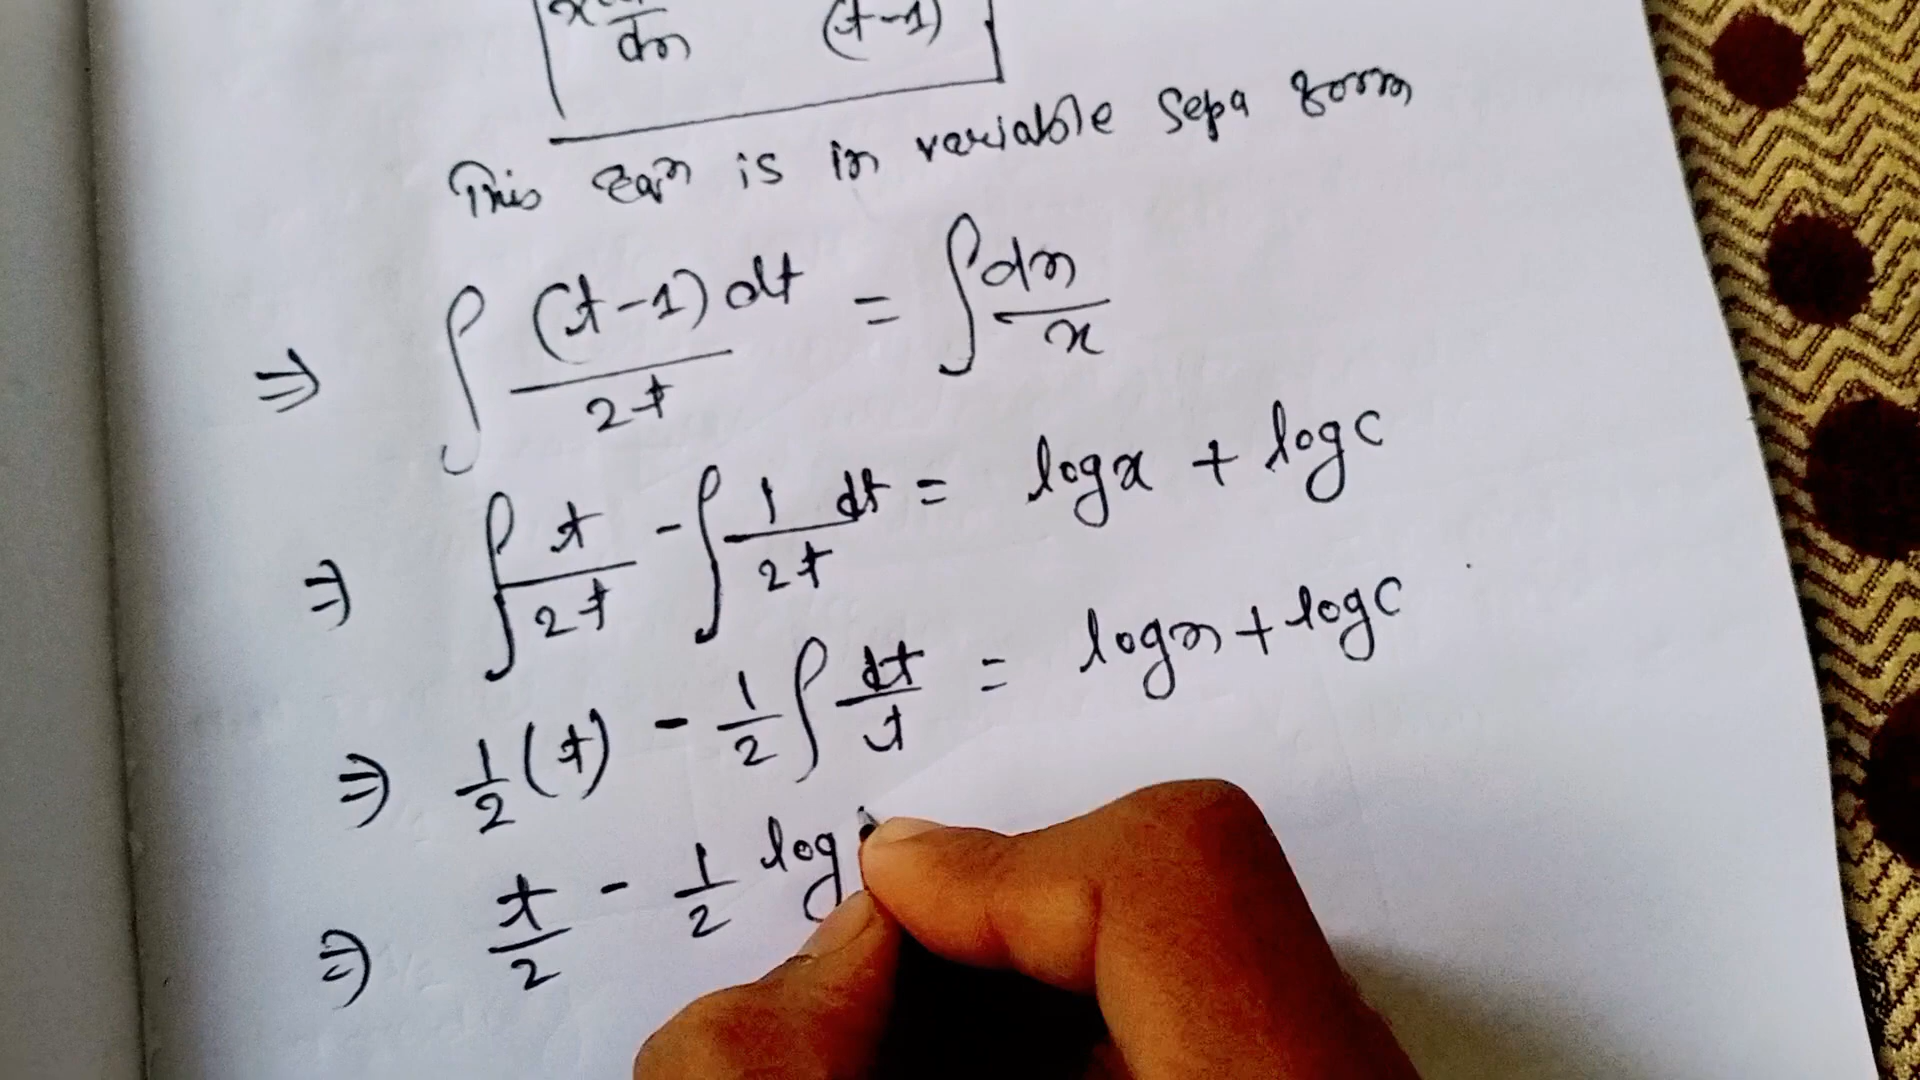 x dn (t-1)
This Eqn is in variable sepa form
⇒ ∫ (t-1) dt / 2t = ∫ dx / x
⇒ ∫ t / 2t - ∫ 1 dt / 2t = log x + log c
⇒ 1/2 (t) - 1/2 ∫ dt / t = log x + log c
⇒ t/2 - 1/2 log